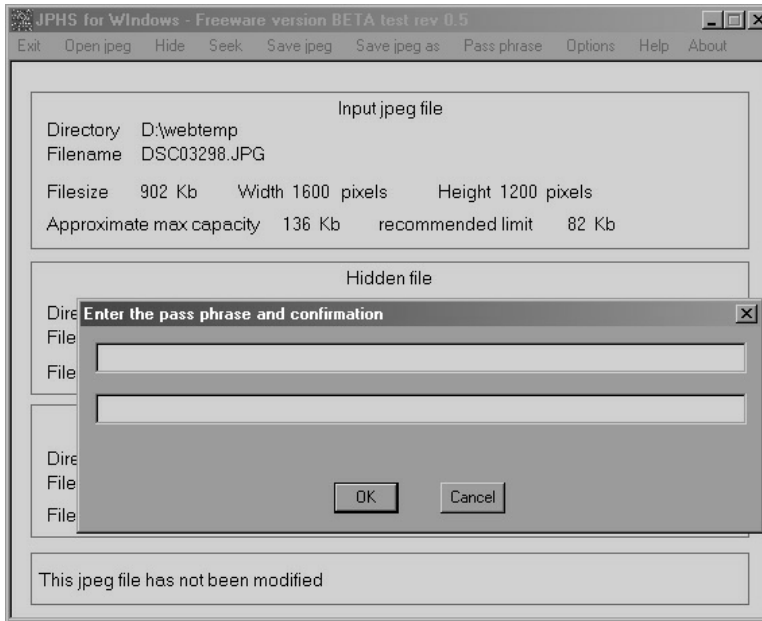 JPHS for WIndows - Freeware version BETA test rev 0.5
Exit Open jpeg Hide Seek Save jpeg Save jpeg as Pass phrase Options Help About
Input jpeg file
Directory D:\webtemp
Filename DSC03298.JPG
Filesize 902 Kb Width 1600 pixels Height 1200 pixels
Approximate max capacity 136 Kb recommended limit 82 Kb
Hidden file
Dire
Enter the pass phrase and confirmation
File
File
Dire
File
OK Cancel
File
This jpeg file has not been modified